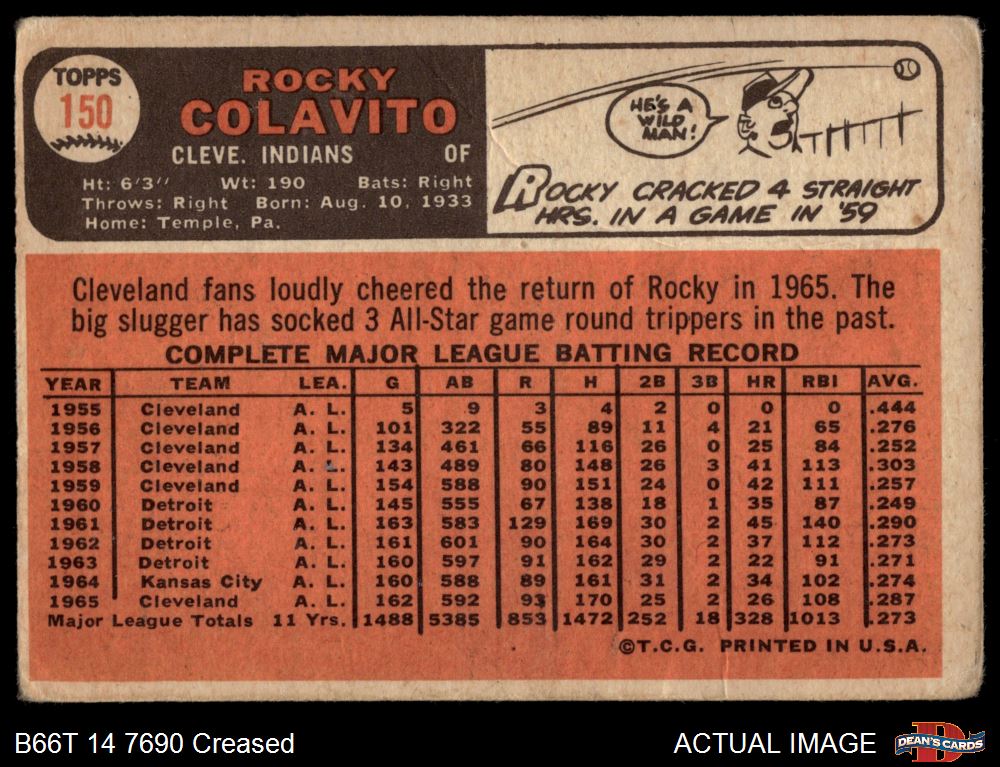 TOPPS
150
ROCKY
COLAVITO
CLEVE. INDIANS OF
Ht: 6'3" Wt: 190 Bats: Right
Throws: Right Born: Aug. 10, 1933
Home: Temple, Pa.
HE'S A
WILD
MAN!
ROCKY CRACKED 4 STRAIGHT
HRS. IN A GAME IN '59
Cleveland fans loudly cheered the return of Rocky in 1965. The
big slugger has socked 3 All-Star game round trippers in the past.
COMPLETE MAJOR LEAGUE BATTING RECORD
YEAR TEAM LEA. G AB R H 2B 3B HR RBI AVG.
1955 Cleveland A. L. 5 9 3 4 2 0 0 0 .444
1956 Cleveland A. L. 101 322 55 89 11 4 21 65 .276
1957 Cleveland A. L. 134 461 66 116 26 0 25 84 .252
1958 Cleveland A. L. 143 489 80 148 26 3 41 113 .303
1959 Cleveland A. L. 154 588 90 151 24 0 42 111 .257
1960 Detroit A. L. 145 555 67 138 18 1 35 87 .249
1961 Detroit A. L. 163 583 129 169 30 2 45 140 .290
1962 Detroit A. L. 161 601 90 164 30 2 37 112 .273
1963 Detroit A. L. 160 597 91 162 29 2 22 91 .271
1964 Kansas City A. L. 160 588 89 161 31 2 34 102 .274
1965 Cleveland A. L. 162 592 93 170 25 2 26 108 .287
Major League Totals 11 Yrs. 1488 5385 853 1472 252 18 328 1013 .273
©T.C.G. PRINTED IN U.S.A.
B66T 14 7690 Creased
ACTUAL IMAGE
DEAN'S CARDS